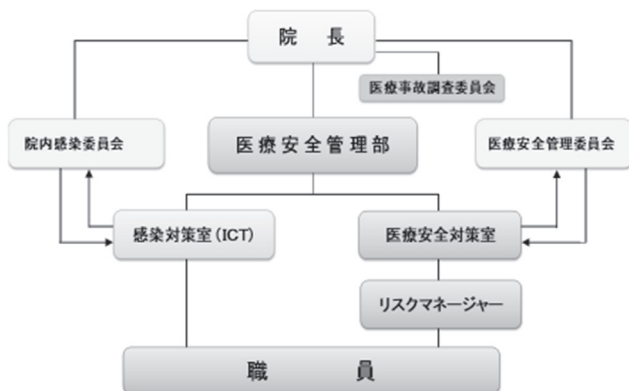 院　長
医療事故調査委員会
院内感染委員会
医療安全管理部
医療安全管理委員会
感染対策室（ICT）
医療安全対策室
リスクマネージャー
職　員